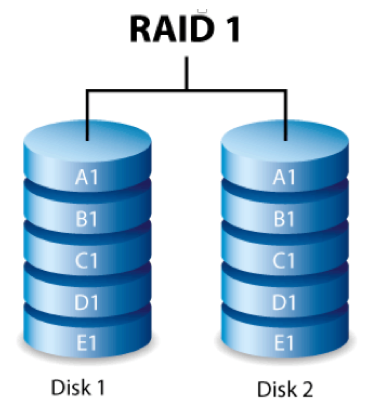 RAID 1
A1 A1
B1 B1
C1 C1
D1 D1
E1 E1
Disk 1 Disk 2